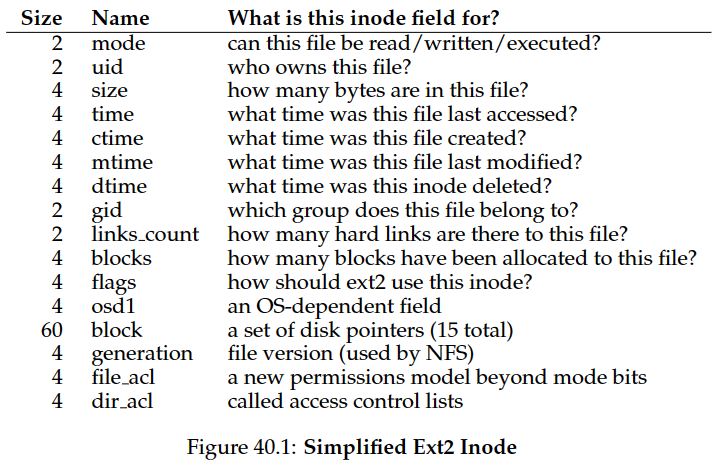 Size Name What is this inode field for?
2 mode can this file be read/written/executed?
2 uid who owns this file?
4 size how many bytes are in this file?
4 time what time was this file last accessed?
4 ctime what time was this file created?
4 mtime what time was this file last modified?
4 dtime what time was this inode deleted?
2 gid which group does this file belong to?
2 links_count how many hard links are there to this file?
4 blocks how many blocks have been allocated to this file?
4 flags how should ext2 use this inode?
4 osd1 an OS-dependent field
60 block a set of disk pointers (15 total)
4 generation file version (used by NFS)
4 file_acl a new permissions model beyond mode bits
4 dir_acl called access control lists
Figure 40.1: Simplified Ext2 Inode